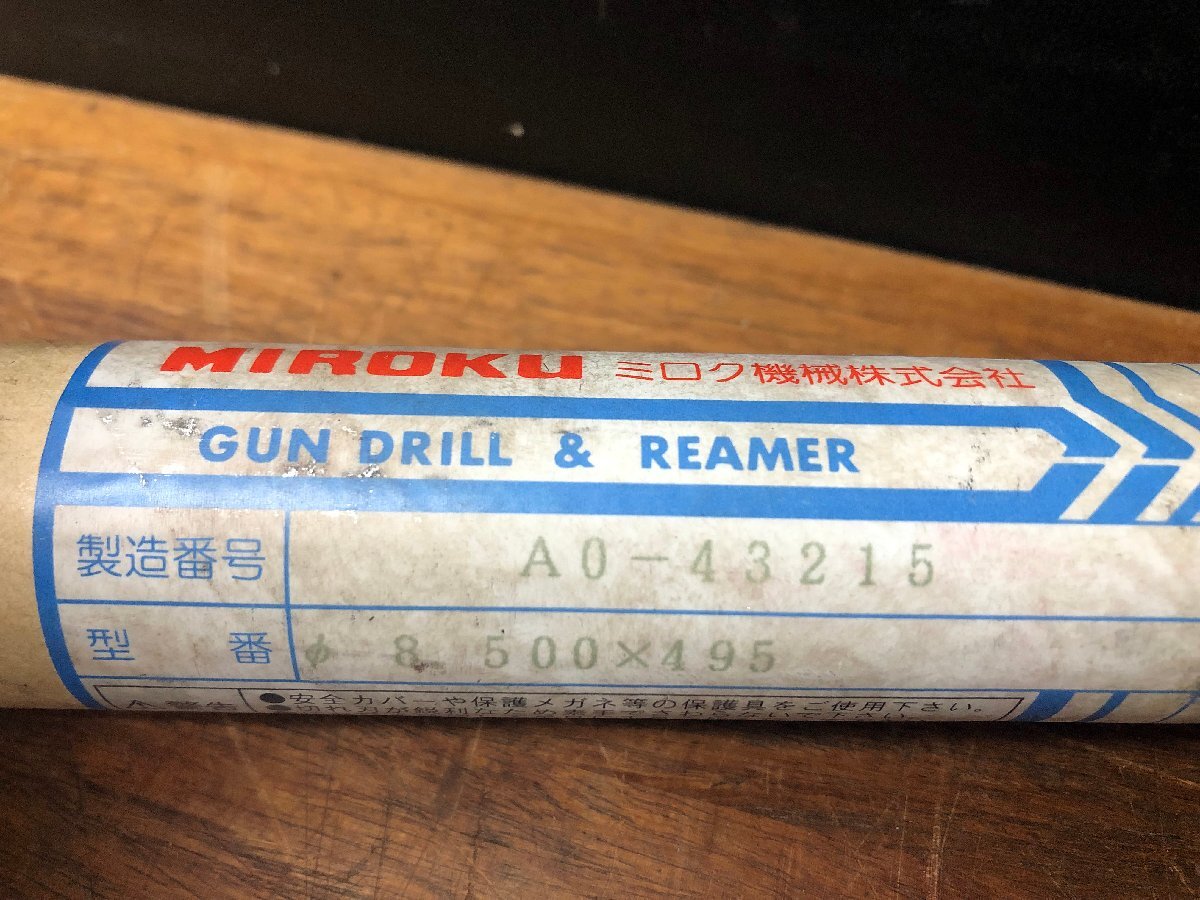 MIROKU ミロク機械株式会社
GUN DRILL & REAMER
製造番号 A0-43215
型番 φ 8.500×495
●安全カバーや保護メガネ等の保護具をご使用下さい。